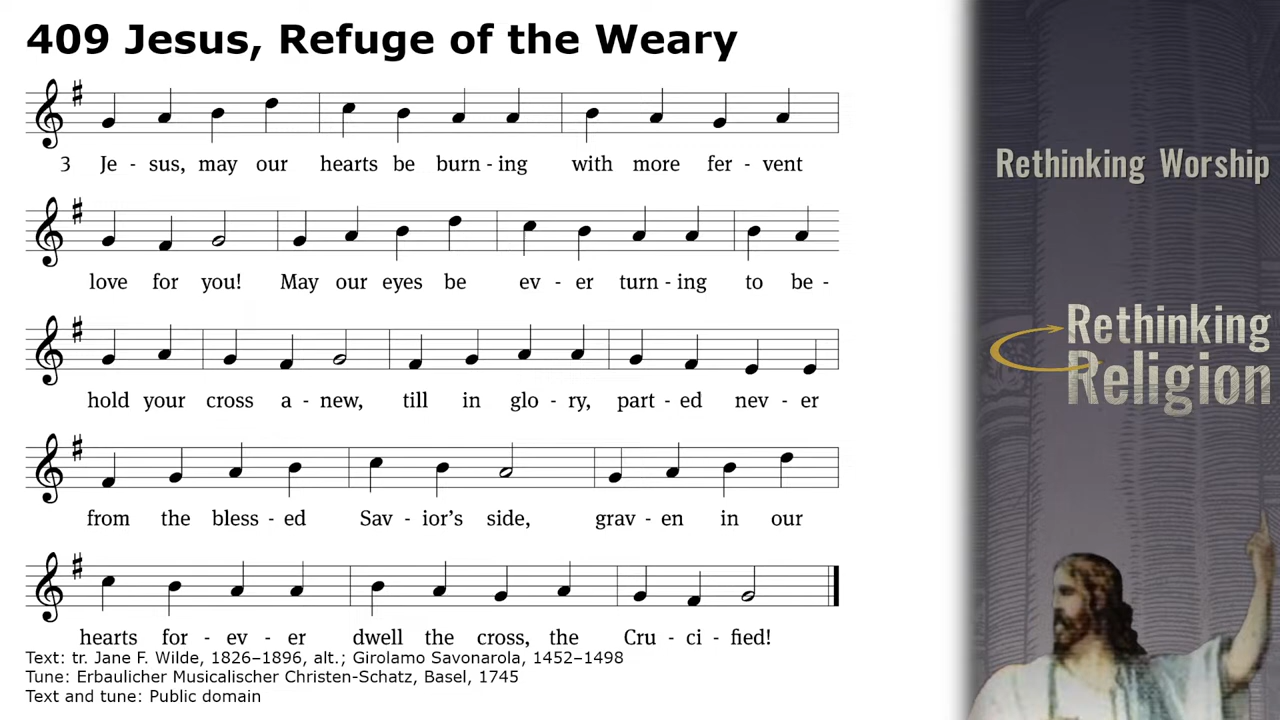 409 Jesus, Refuge of the Weary
3 Je - sus, may our hearts be burn - ing with more fer - vent
love for you! May our eyes be ev - er turn - ing to be -
hold your cross a - new, till in glo - ry, part - ed nev - er
from the bless - ed Sav - ior’s side, grav - en in our
hearts for - ev - er dwell the cross, the Cru - ci - fied!
Text: tr. Jane F. Wilde, 1826–1896, alt.; Girolamo Savonarola, 1452–1498
Tune: Erbaulicher Musicalischer Christen-Schatz, Basel, 1745
Text and tune: Public domain
Rethinking Worship
Rethinking
Religion